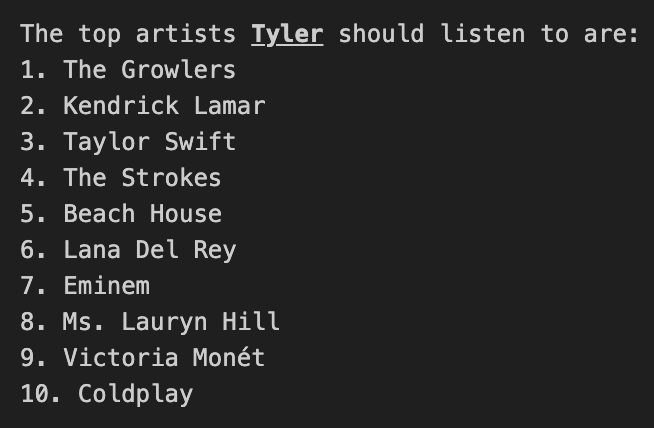 The top artists Tyler should listen to are:
1. The Growlers
2. Kendrick Lamar
3. Taylor Swift
4. The Strokes
5. Beach House
6. Lana Del Rey
7. Eminem
8. Ms. Lauryn Hill
9. Victoria Monét
10. Coldplay